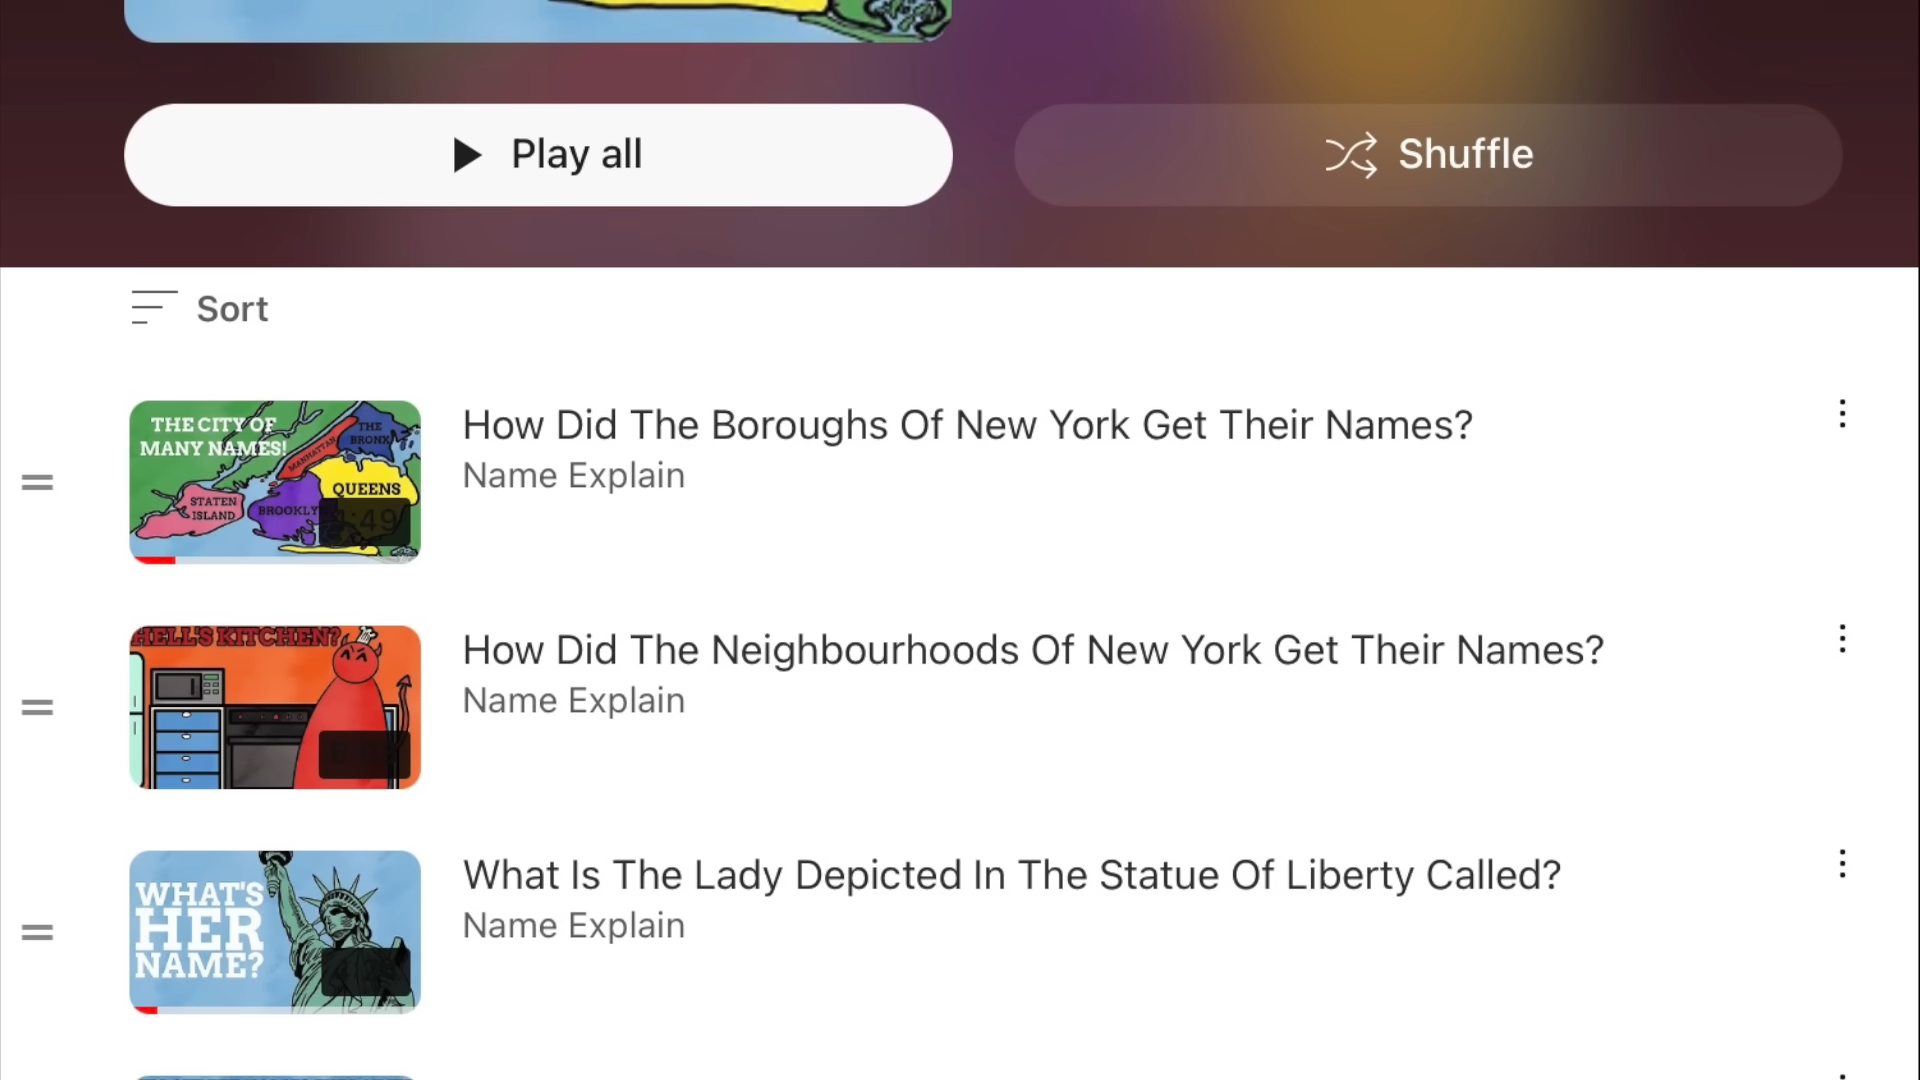 Play all
Shuffle
Sort
THE CITY OF
MANY NAMES!
THE
BRONX
MANHATTAN
QUEENS
STATEN
ISLAND
BROOKLY
:49
How Did The Boroughs Of New York Get Their Names?
Name Explain
HELL'S KITCHEN?
How Did The Neighbourhoods Of New York Get Their Names?
Name Explain
WHAT'S
HER
NAME?
What Is The Lady Depicted In The Statue Of Liberty Called?
Name Explain